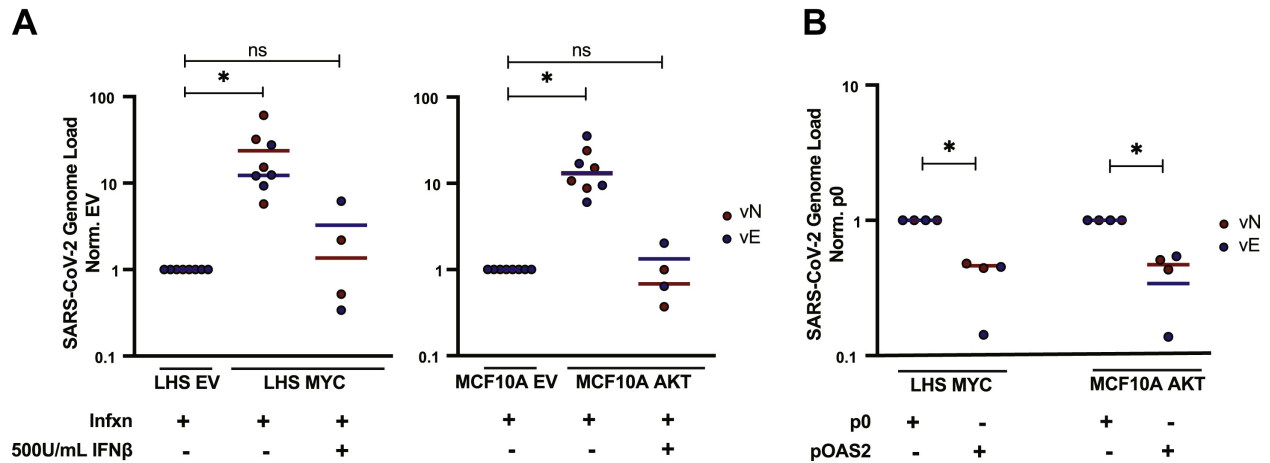 A
B
ns
ns
*
*
*
*
SARS-CoV-2 Genome Load
Norm. EV
100
10
1
0.1
100
10
1
0.1
vN
vE
SARS-CoV-2 Genome Load
Norm. p0
10
1
0.1
vN
vE
LHS EV LHS MYC
MCF10A EV MCF10A AKT
LHS MYC MCF10A AKT
Infxn + + + + + +
500U/mL IFNβ - - + - - +
p0 + - + -
pOAS2 - + - +